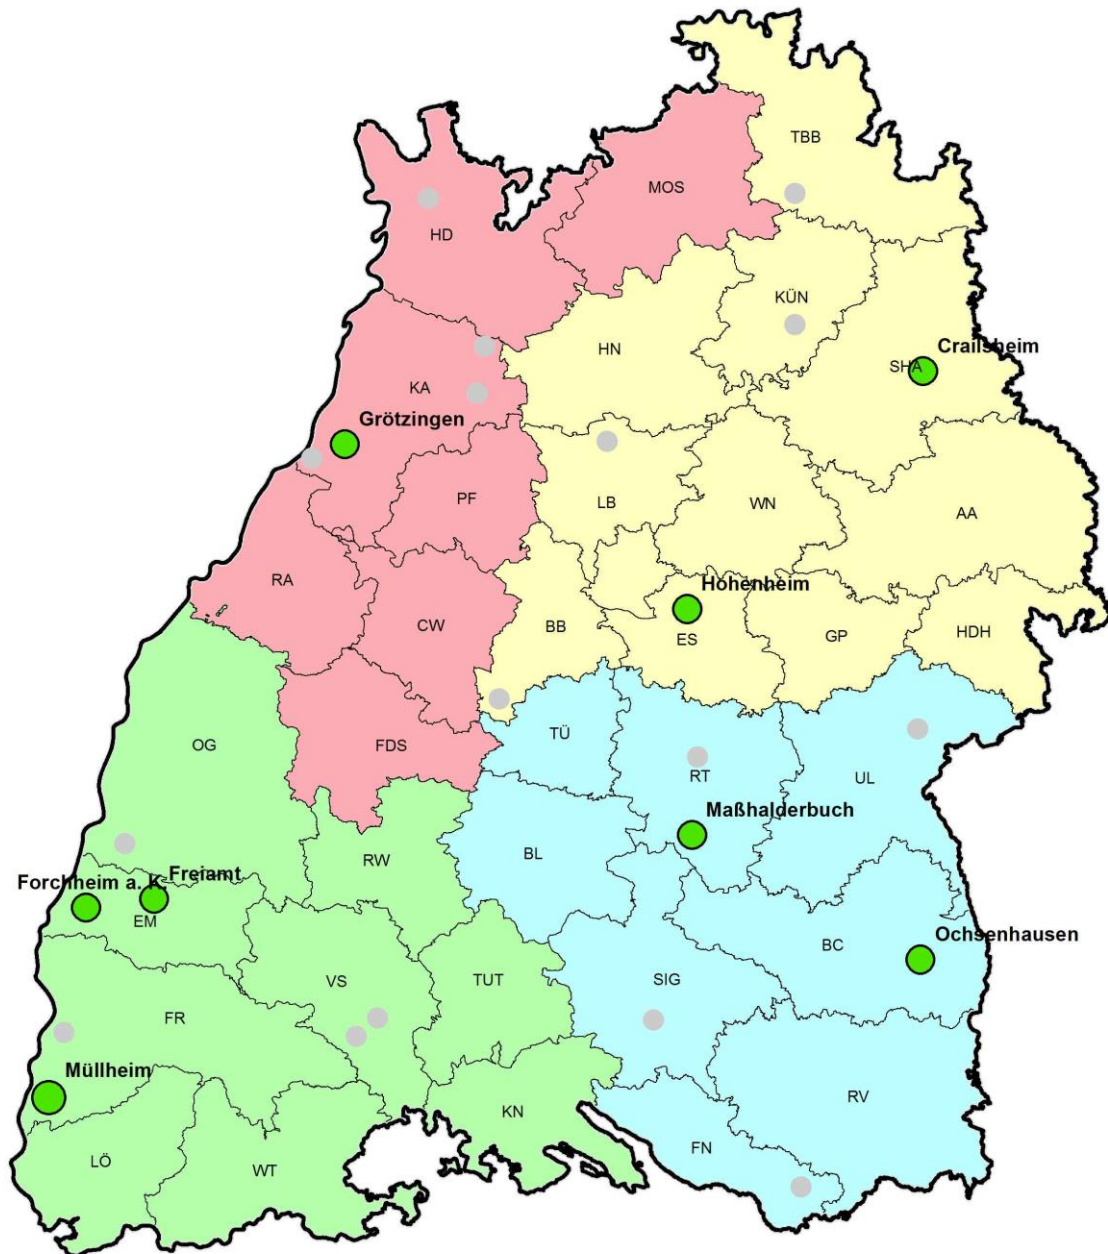 TBB
MOS
HD
KÜN
HN
Crailsheim
SHA
KA
Grötzingen
PF
LB
WN
AA
RA
Hohenheim
CW
BB
ES
GP
HDH
OG
FDS
TÜ
RT
UL
Maßhalderbuch
RW
BL
Forchheim a. K.
Freiamt
EM
BC
Ochsenhausen
VS
TUT
SIG
FR
Müllheim
RV
KN
FN
LÖ
WT